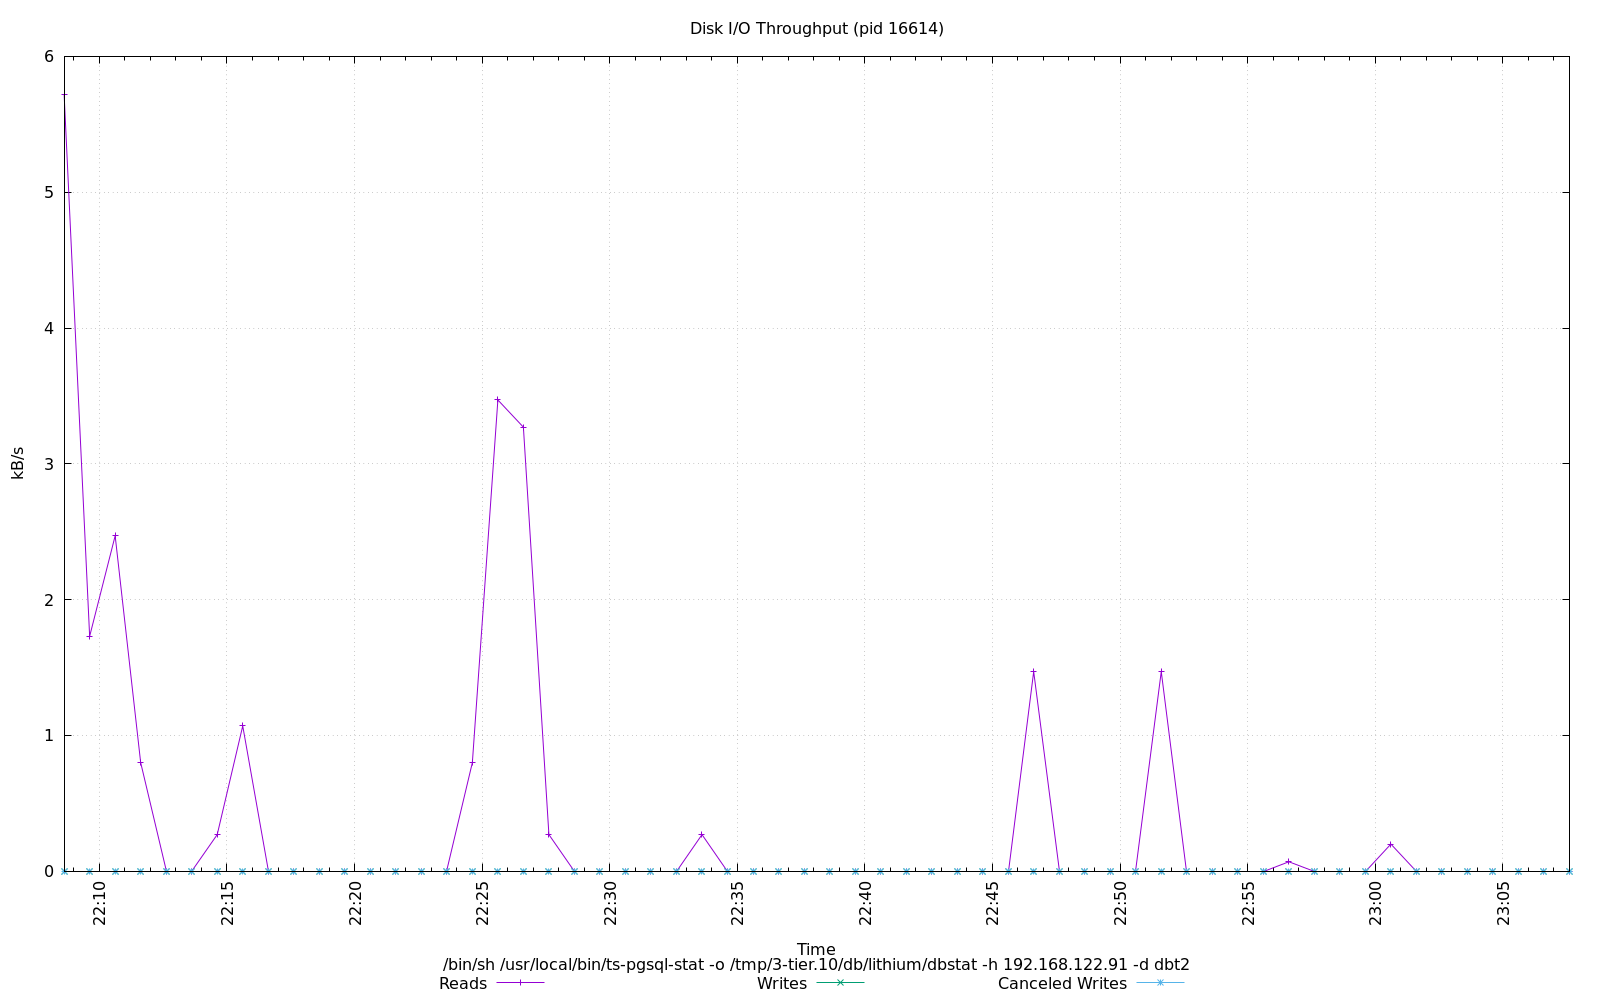 Disk I/O Throughput (pid 16614)
6
5
4
3
2
1
0
kB/s
22:10 22:15 22:20 22:25 22:30 22:35 22:40 22:45 22:50 22:55 23:00 23:05
Time
/bin/sh /usr/local/bin/ts-pgsql-stat -o /tmp/3-tier.10/db/lithium/dbstat -h 192.168.122.91 -d dbt2
Reads Writes Canceled Writes